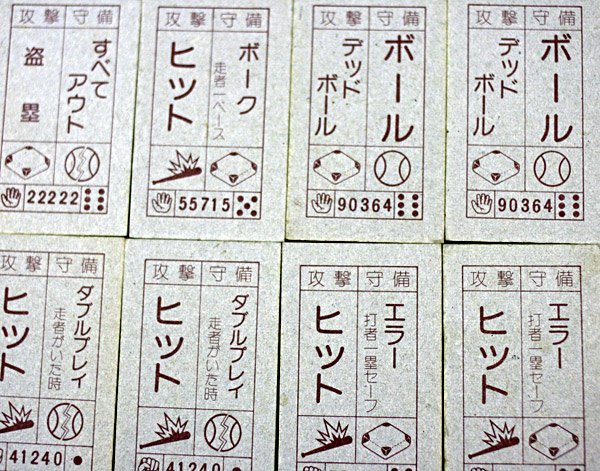 攻撃 守備
すべて
アウト
盗塁
22222
攻撃 守備
ボーク
走者一ベース
ヒット
55715
攻撃 守備
ボール
デッド
ボール
90364
攻撃 守備
ボール
デッド
ボール
90364
攻撃 守備
ダブルプレイ
走者がいた時
ヒット
41240
攻撃 守備
ダブルプレイ
走者がいた時
ヒット
41240
攻撃 守備
エラー
打者一塁セーフ
ヒット
攻撃 守備
エラー
打者一塁セーフ
ヒット